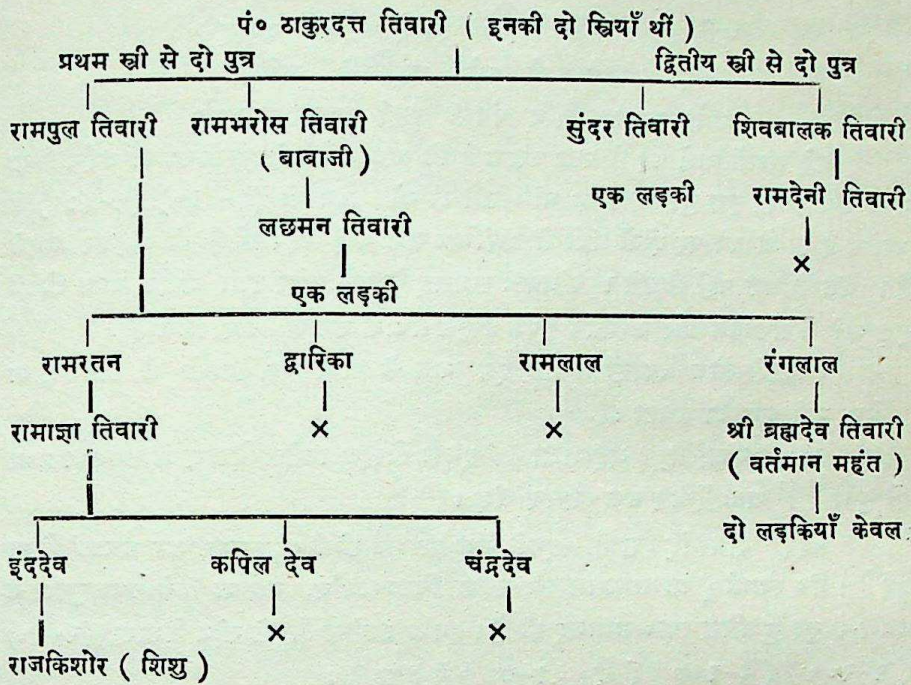 पं० ठाकुरदत्त तिवारी ( इनकी दो स्त्रियाँ थीं )
प्रथम स्त्री से दो पुत्र द्वितीय स्त्री से दो पुत्र
रामपुल तिवारी रामभरोस तिवारी सुंदर तिवारी शिवबालक तिवारी
( बाबाजी )
एक लड़की रामदेनी तिवारी
लछमन तिवारी
×
एक लड़की
रामरतन द्वारिका रामलाल रंगलाल
रामाज्ञा तिवारी × × श्री ब्रह्मदेव तिवारी
( वर्तमान महंत )
दो लड़कियाँ केवल
इंददेव कपिल देव चंद्रदेव
× ×
राजकिशोर ( शिशु )